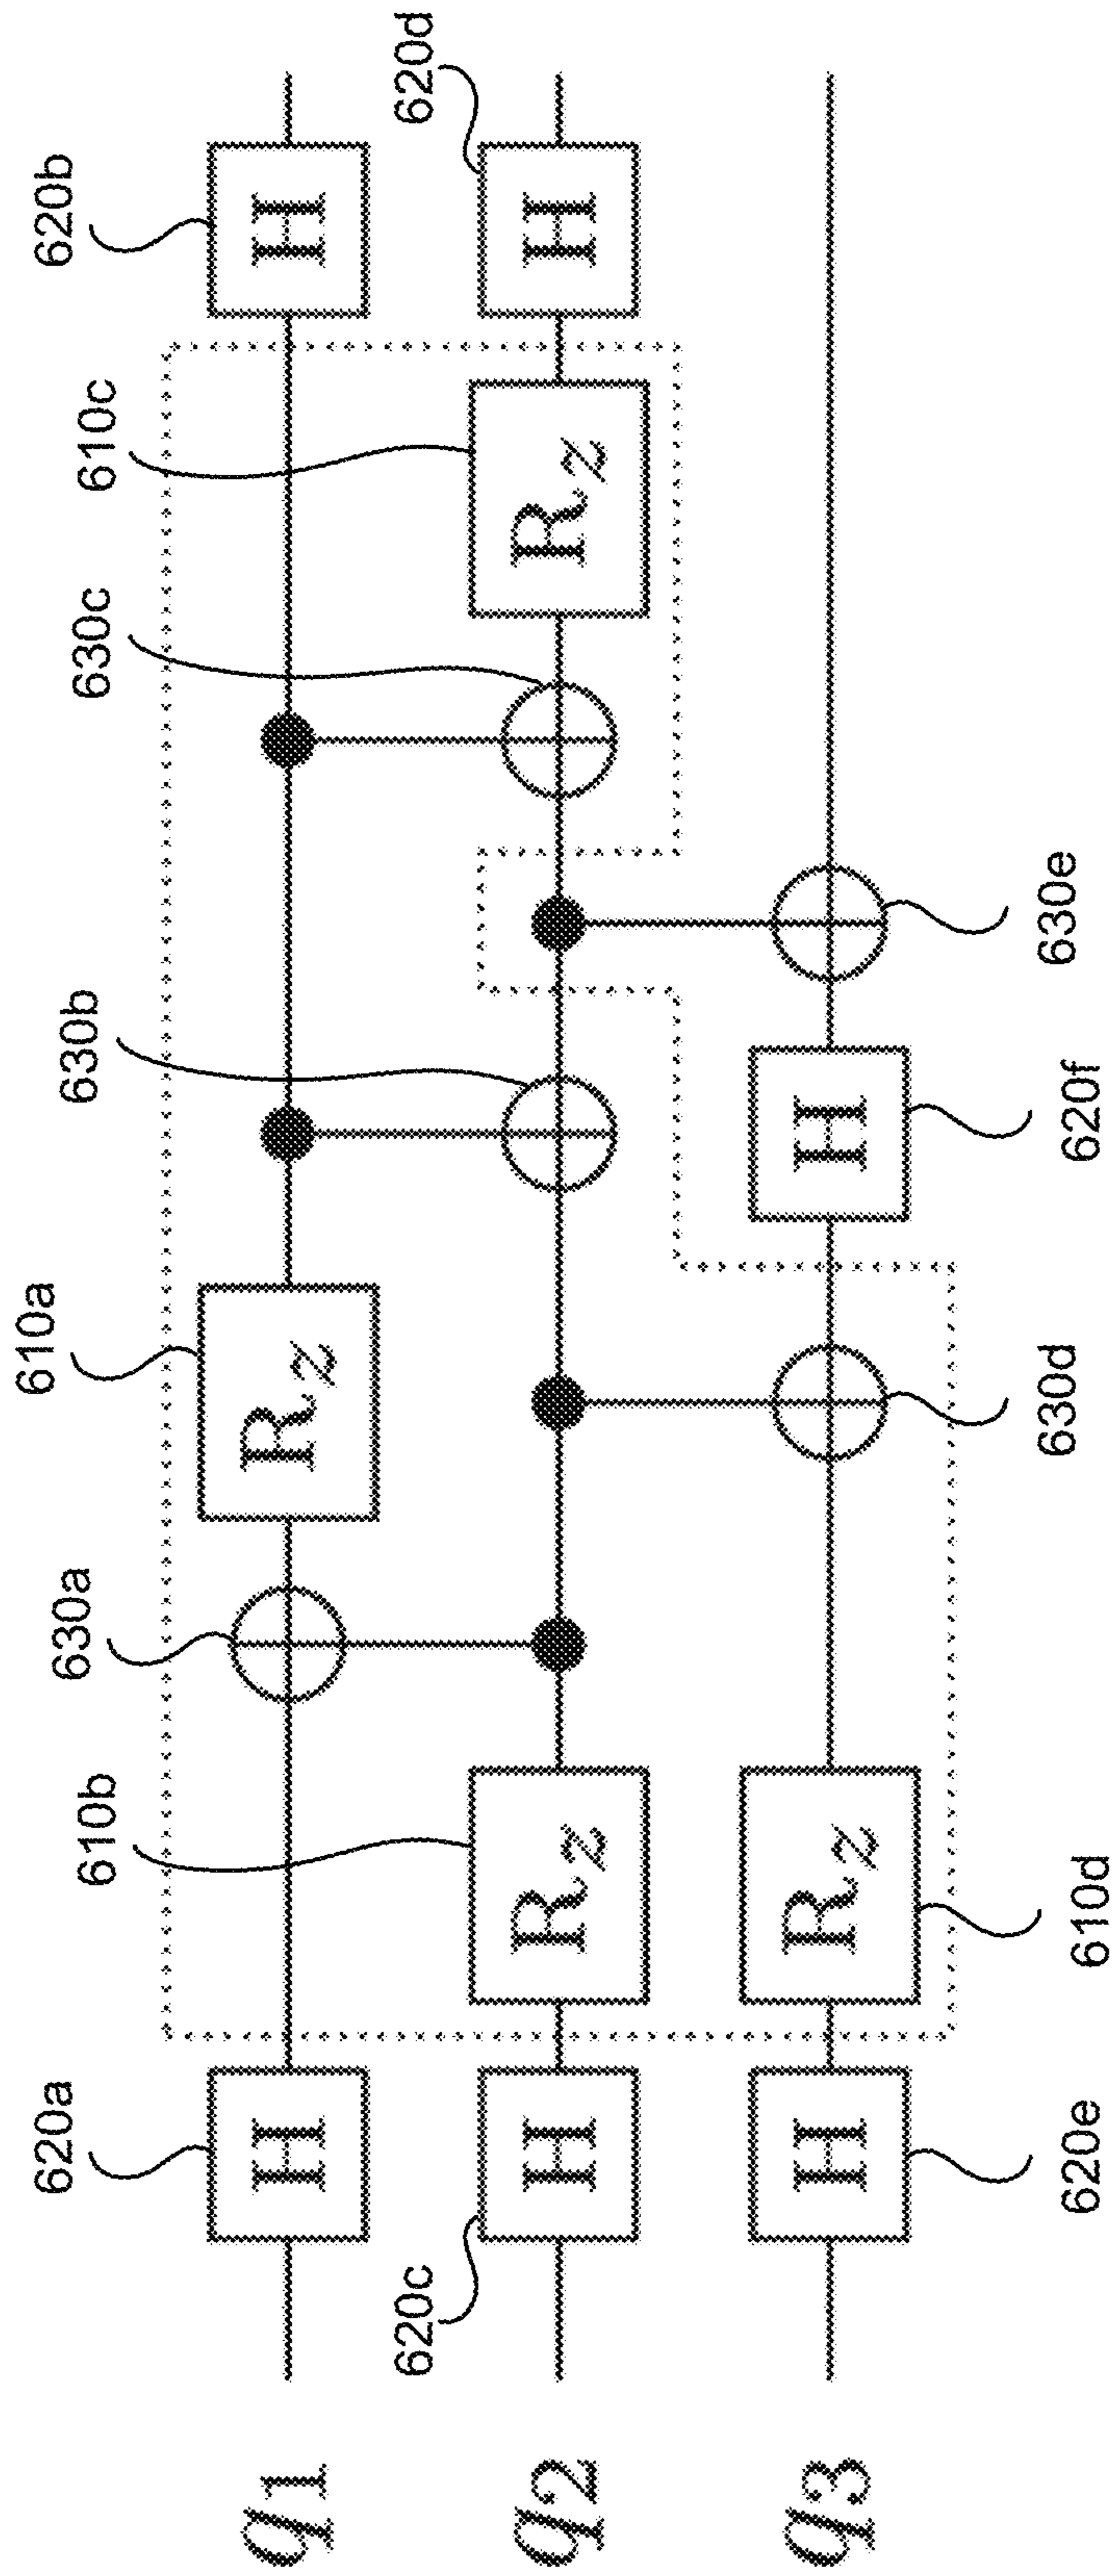 620a 610b 630a 610a 630b 630c 610c 620b
q1 H Rz H
620c 620d
q2 H Rz Rz H
q3 H Rz H
620e 610d 630d 620f 630e